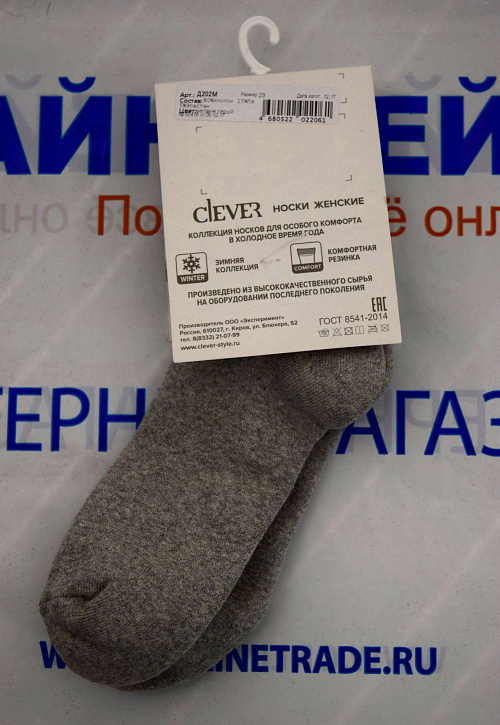 Арт.: Д202М
Размер 23
Дата изгот. 12.17
Состав:
4 680522 022061
АЙН ЕЙ
По ё онл
CLEVER НОСКИ ЖЕНСКИЕ
КОЛЛЕКЦИЯ НОСКОВ ДЛЯ ОСОБОГО КОМФОРТА
В ХОЛОДНОЕ ВРЕМЯ ГОДА
WINTER
ЗИМНЯЯ
КОЛЛЕКЦИЯ
COMFORT
КОМФОРТНАЯ
РЕЗИНКА
ПРОИЗВЕДЕНО ИЗ ВЫСОКОКАЧЕСТВЕННОГО СЫРЬЯ
НА ОБОРУДОВАНИИ ПОСЛЕДНЕГО ПОКОЛЕНИЯ
EAC
Производитель ООО «Эксперимент»
Россия, 610027, г. Киров, ул. Блюхера, 52
тел. 8(8332) 21-07-99
www.clever-style.ru
ГОСТ 8541-2014
ТЕРН АГАЗ
W INETRADE.RU